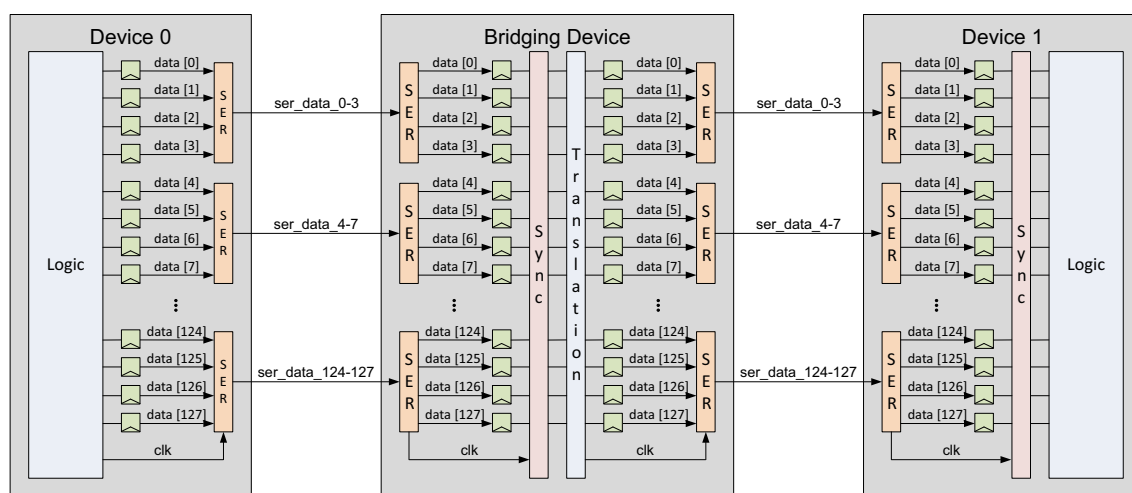 Device 0
Bridging Device
Device 1
Logic
data [0]
data [1]
data [2]
data [3]
data [4]
data [5]
data [6]
data [7]
data [124]
data [125]
data [126]
data [127]
clk
SER
SER
SER
ser_data_0-3
ser_data_4-7
ser_data_124-127
SER
SER
SER
data [0]
data [1]
data [2]
data [3]
data [4]
data [5]
data [6]
data [7]
data [124]
data [125]
data [126]
data [127]
clk
Sync
Translation
data [0]
data [1]
data [2]
data [3]
data [4]
data [5]
data [6]
data [7]
data [124]
data [125]
data [126]
data [127]
clk
SER
SER
SER
ser_data_0-3
ser_data_4-7
ser_data_124-127
SER
SER
SER
data [0]
data [1]
data [2]
data [3]
data [4]
data [5]
data [6]
data [7]
data [124]
data [125]
data [126]
data [127]
clk
Sync
Logic